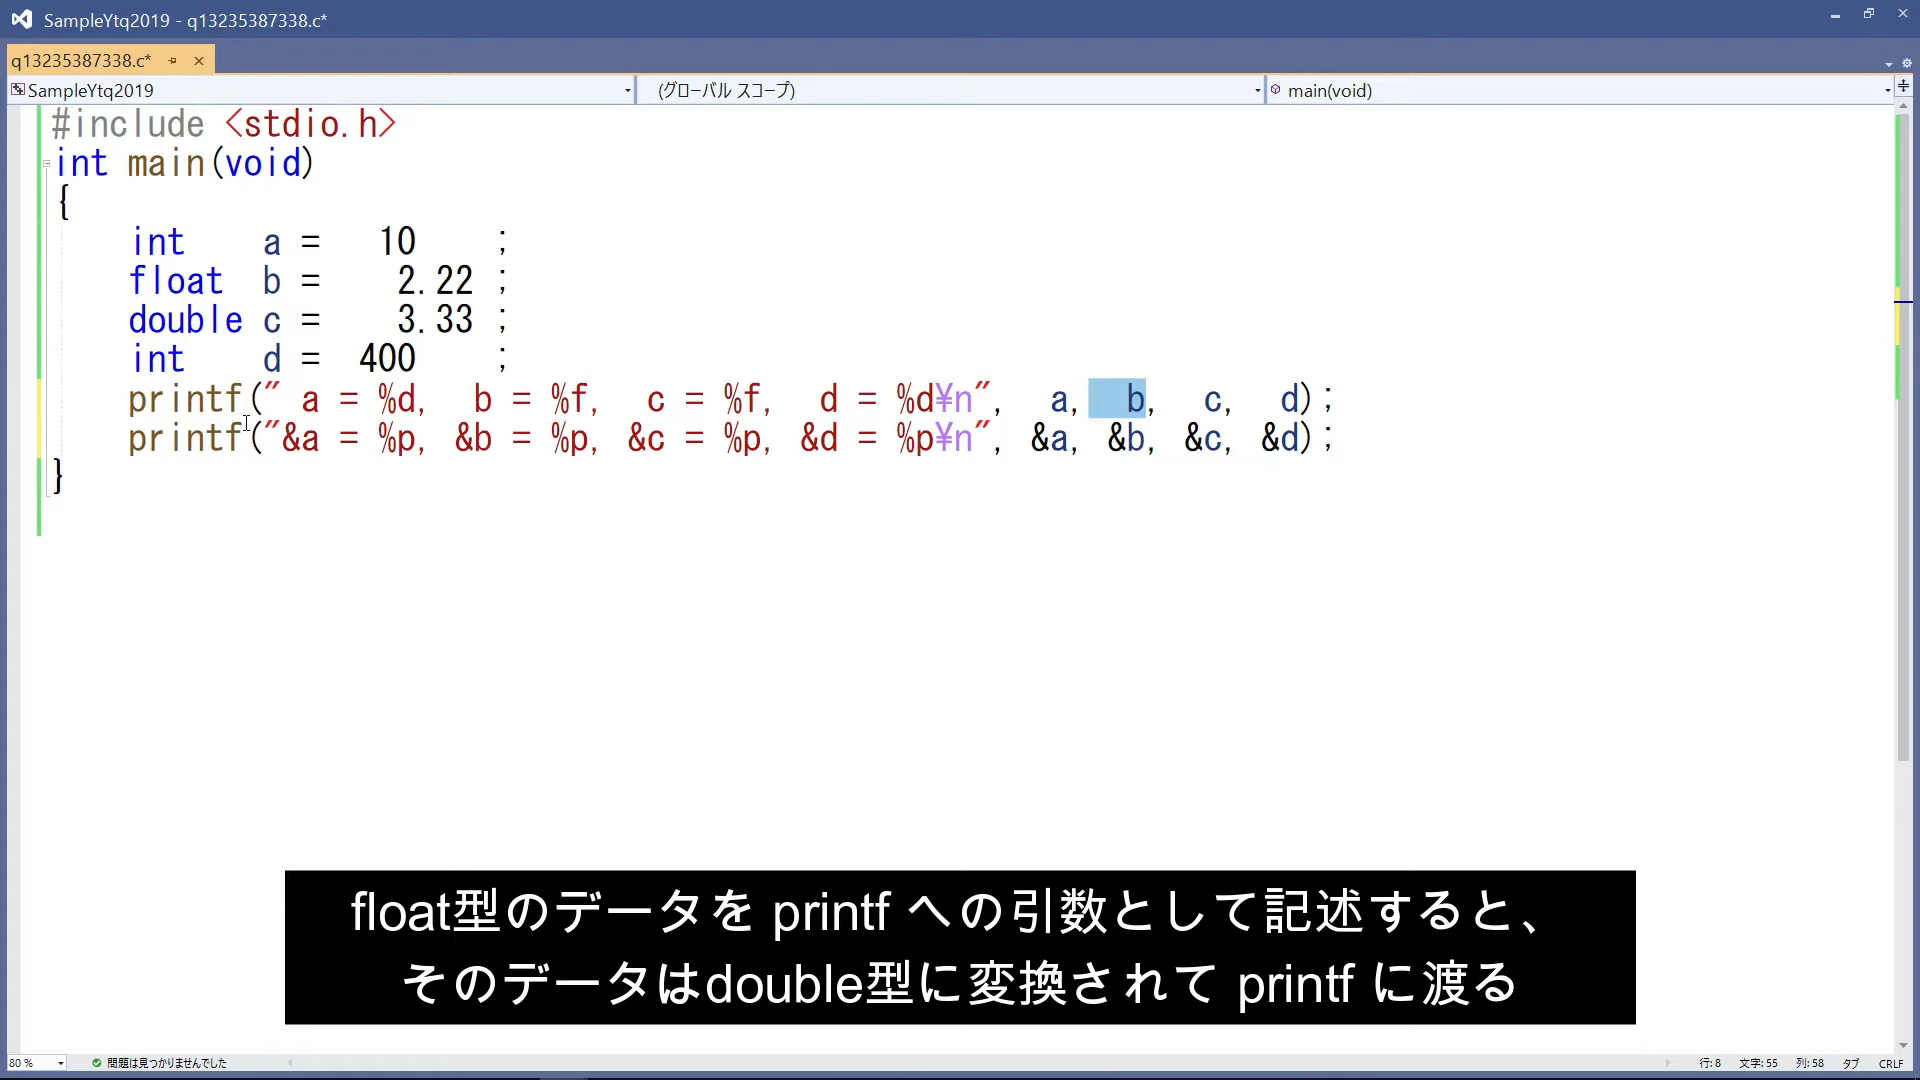 SampleYtq2019 - q13235387338.c*
q13235387338.c*
SampleYtq2019 (グローバル スコープ) main(void)
#include <stdio.h>
int main(void)
{
int a = 10 ;
float b = 2.22 ;
double c = 3.33 ;
int d = 400 ;
printf(" a = %d, b = %f, c = %f, d = %d¥n", a, b, c, d);
printf("&a = %p, &b = %p, &c = %p, &d = %p¥n", &a, &b, &c, &d);
}
float型のデータを printf への引数として記述すると、
そのデータはdouble型に変換されて printf に渡る
80 % 問題は見つかりませんでした 行: 8 文字: 55 列: 58 タブ CRLF